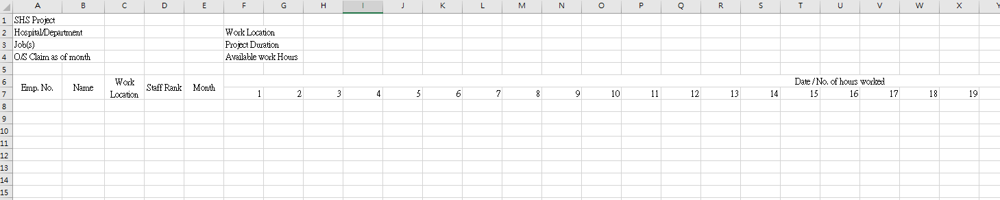 A B C D E F G H I J K L M N O P Q R S T U V W X Y
1 SHS Project
2 Hospital/Department Work Location
3 Job(s) Project Duration
4 O/S Claim as of month Available work Hours
5
6 Emp. No. Name Work Location Staff Rank Month Date / No. of hours worked
7 1 2 3 4 5 6 7 8 9 10 11 12 13 14 15 16 17 18 19
8
9
10
11
12
13
14
15